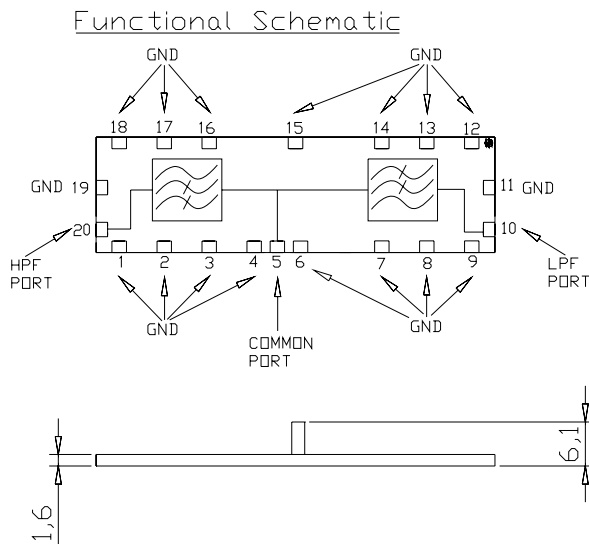 Functional Schematic
GND GND
18 17 16 15 14 13 12
GND 19 11 GND
20 10
HPF
PORT
LPF
PORT
1 2 3 4 5 6 7 8 9
GND GND
COMMON
PORT
6,1
1,6